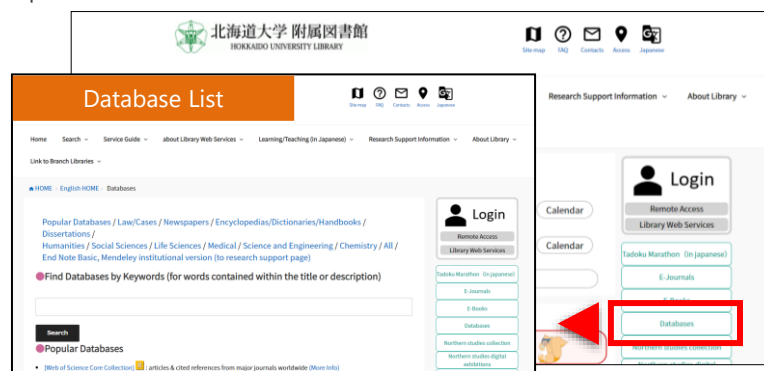 北海道大学 附属図書館
HOKKAIDO UNIVERSITY LIBRARY
Site map FAQ Contacts Access Japanese
Research Support Information About Library
Login
Remote Access
Library Web Services
Calendar
Calendar
Tadoku Marathon (in japanese)
E-Journals
E-Books
Databases
Northern studies collection
Northern studies digital
Database List
Site map FAQ Contacts Access Japanese
Home Search Service Guide about Library Web Services Learning/Teaching (in Japanese) Research Support Information About Library
Link to Branch Libraries
HOME English HOME Databases
Popular Databases / Law/Cases / Newspapers / Encyclopedias/Dictionaries/Handbooks /
Dissertations /
Humanities / Social Sciences / Life Sciences / Medical / Science and Engineering / Chemistry / All /
End Note Basic, Mendeley institutional version (to research support page)
Find Databases by Keywords (for words contained within the title or description)
Search
Popular Databases
[Web of Science Core Collection] : articles & cited references from major journals worldwide (More Info)
Login
Remote Access
Library Web Services
Tadoku Marathon (in japanese)
E-Journals
E-Books
Databases
Northern studies collection
Northern studies digital
exhibitions